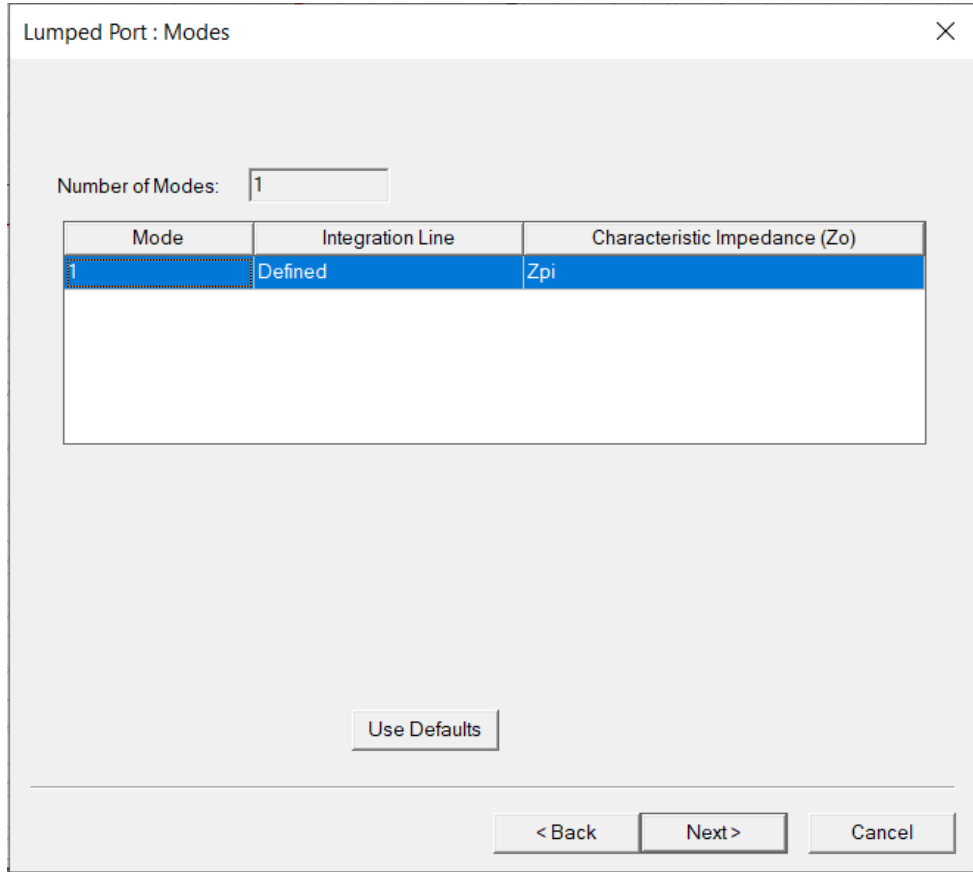 Lumped Port : Modes
Number of Modes: 1
Mode Integration Line Characteristic Impedance (Zo)
1 Defined Zpi
Use Defaults
< Back Next > Cancel